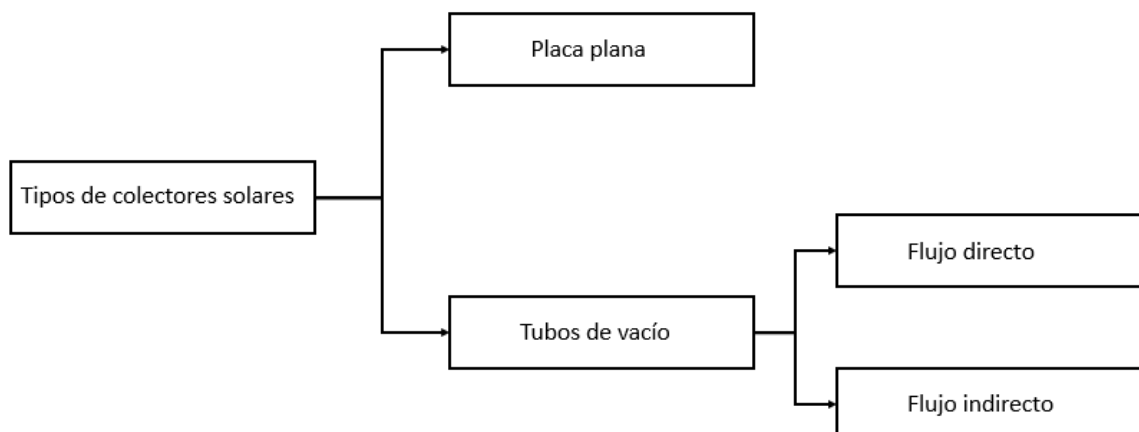 Placa plana
Tipos de colectores solares
Flujo directo
Tubos de vacío
Flujo indirecto